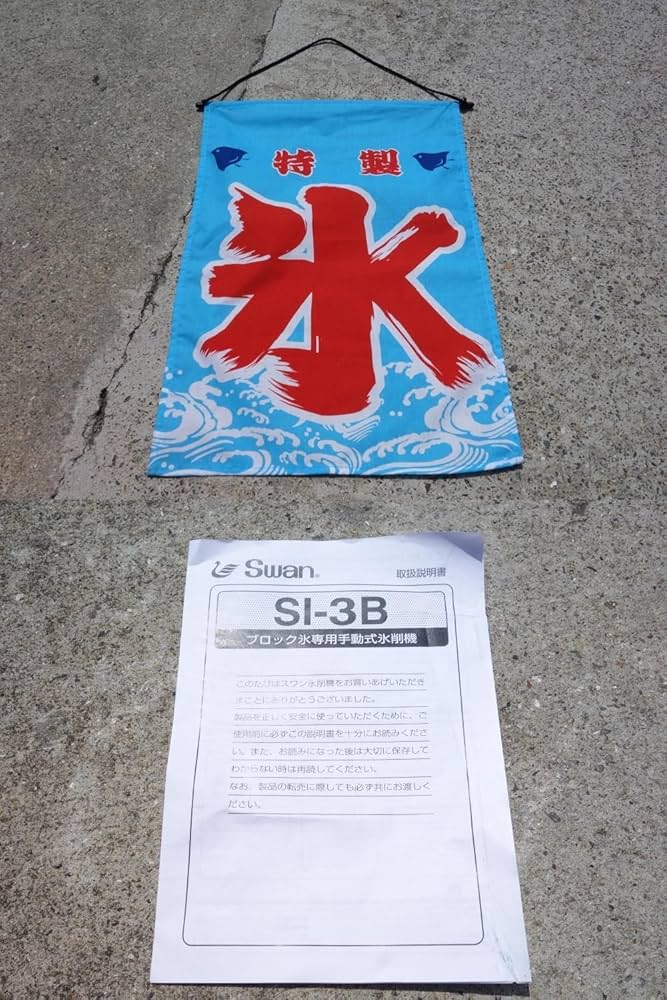 特製
氷
Swan®
取扱説明書
SI-3B
ブロック氷専用手動式氷削機
このたびはスワン氷削機をお買いあげいただき
まことにありがとうございました。
製品を正しく安全に使っていただくために、ご
使用前に必ずこの説明書を十分にお読みくださ
い。また、お読みになった後は大切に保存して
わからない時は再読してください。
なお、製品の転売に際しても必ず共にお渡しく
ださい。